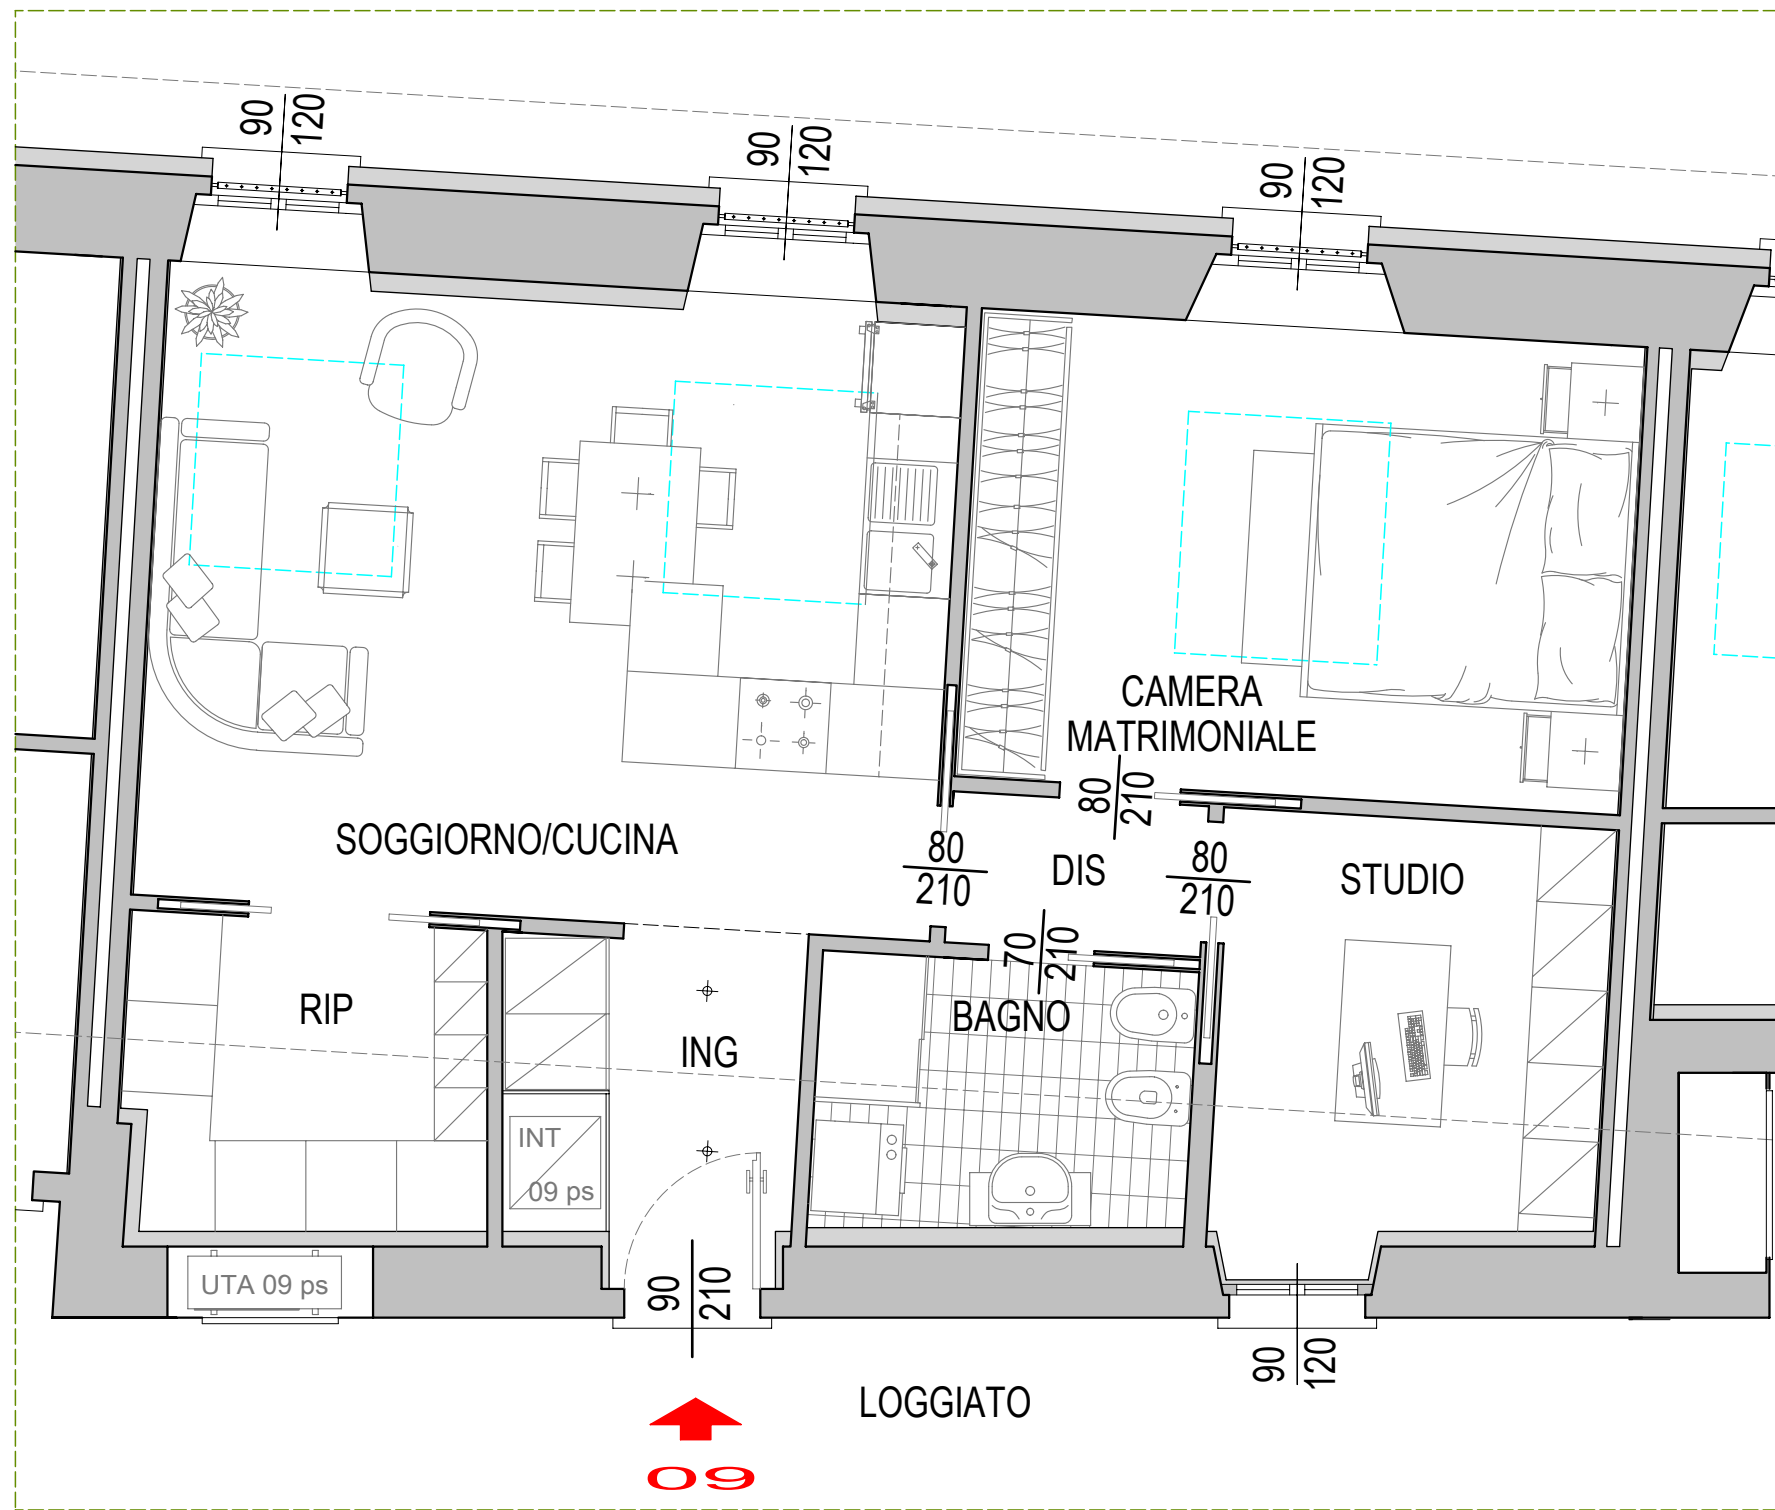 90
120
90
120
90
120
CAMERA
MATRIMONIALE
80
210
SOGGIORNO/CUCINA
80
210
DIS
80
210
STUDIO
70
210
RIP
BAGNO
ING
INT
09 ps
UTA 09 ps
90
210
90
120
LOGGIATO
09